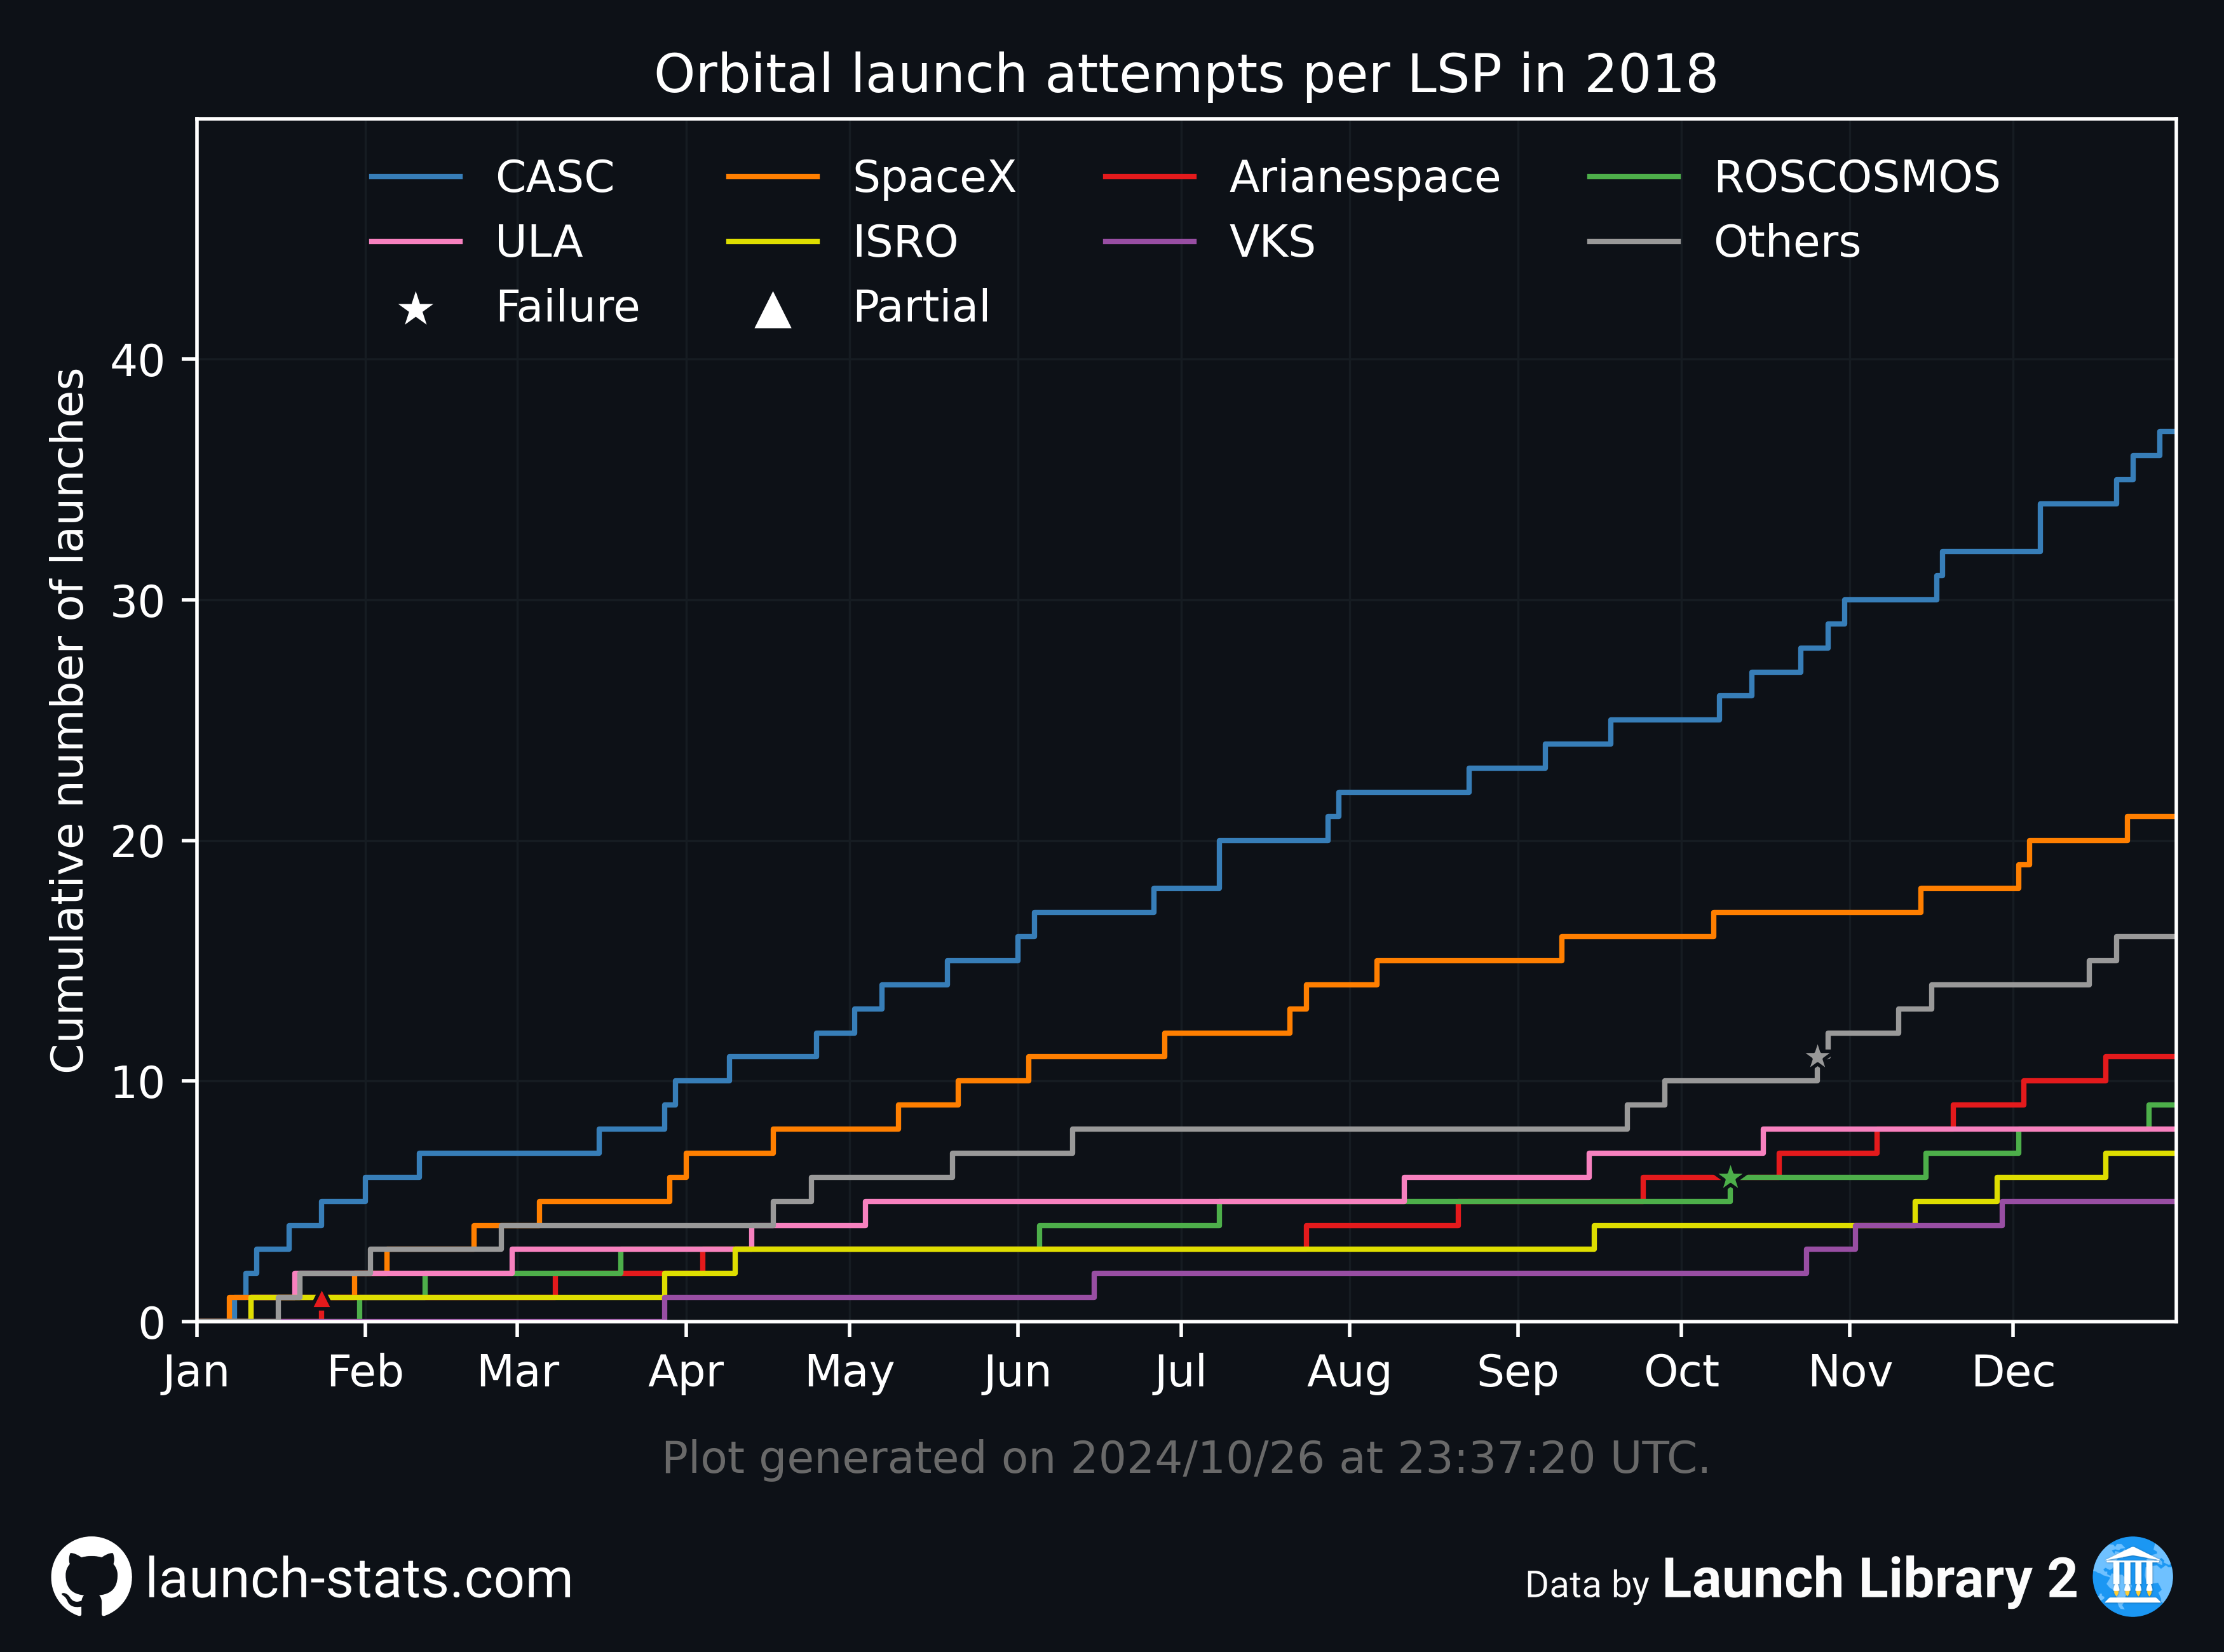 Orbital launch attempts per LSP in 2018
CASC
SpaceX
Arianespace
ROSCOSMOS
ULA
ISRO
VKS
Others
Failure
Partial
Cumulative number of launches
40
30
20
10
0
Jan
Feb
Mar
Apr
May
Jun
Jul
Aug
Sep
Oct
Nov
Dec
Plot generated on 2024/10/26 at 23:37:20 UTC.
launch-stats.com
Data by Launch Library 2